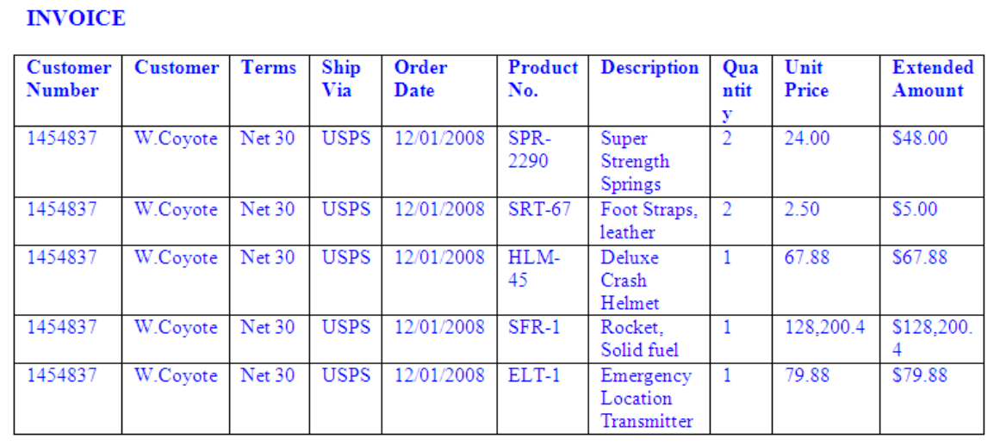 INVOICE
Customer Number Customer Terms Ship Via Order Date Product No. Description Quantity Unit Price Extended Amount
1454837 W.Coyote Net 30 USPS 12/01/2008 SPR-2290 Super Strength Springs 2 24.00 $48.00
1454837 W.Coyote Net 30 USPS 12/01/2008 SRT-67 Foot Straps, leather 2 2.50 $5.00
1454837 W.Coyote Net 30 USPS 12/01/2008 HLM-45 Deluxe Crash Helmet 1 67.88 $67.88
1454837 W.Coyote Net 30 USPS 12/01/2008 SFR-1 Rocket, Solid fuel 1 128,200.4 $128,200.4
1454837 W.Coyote Net 30 USPS 12/01/2008 ELT-1 Emergency Location Transmitter 1 79.88 $79.88